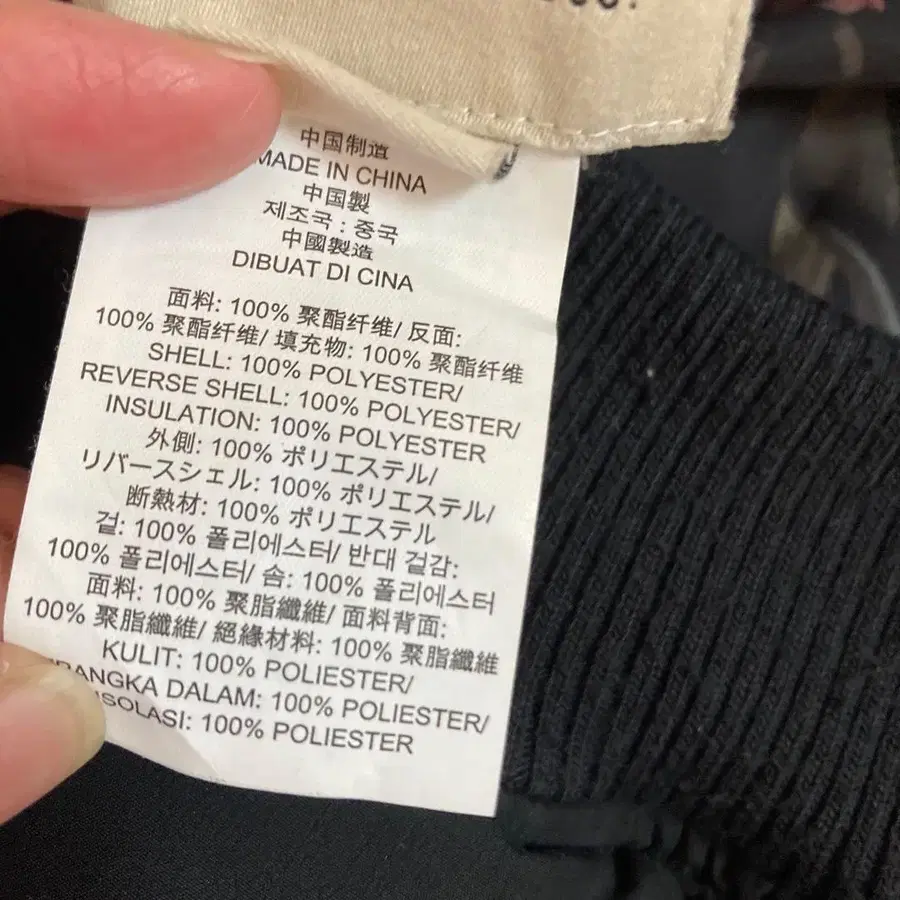 中国制造
MADE IN CHINA
中国製
제조국 : 중국
中國製造
DIBUAT DI CINA
面料: 100% 聚酯纤维/ 反面:
100% 聚酯纤维/ 填充物: 100% 聚酯纤维
SHELL: 100% POLYESTER/
REVERSE SHELL: 100% POLYESTER/
INSULATION: 100% POLYESTER
外側: 100% ポリエステル/
リバースシェル: 100% ポリエステル/
断熱材: 100% ポリエステル
겉: 100% 폴리에스터/ 반대 겉감:
100% 폴리에스터/ 솜: 100% 폴리에스터
面料: 100% 聚脂纖維/ 面料背面:
100% 聚脂纖維/ 絕緣材料: 100% 聚脂纖維
KULIT: 100% POLIESTER/
RANGKA DALAM: 100% POLIESTER/
ISOLASI: 100% POLIESTER